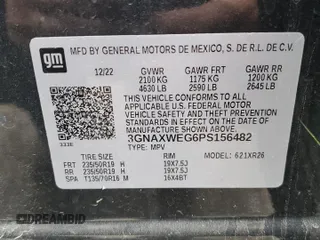 gm
MFD BY GENERAL MOTORS DE MEXICO, S. DE R.L. DE C.V.
12/22 GVWR GAWR FRT GAWR RR
2100 KG 1175 KG 1200 KG
4630 LB 2590 LB 2645 LB
THIS VEHICLE CONFORMS TO ALL
APPLICABLE U.S. FEDERAL MOTOR
VEHICLE SAFETY AND THEFT
PREVENTION STANDARDS IN EFFECT
ON THE DATE OF MANUFACTURE
SHOWN ABOVE.
3GNAXWEG6PS156482
TYPE: MPV MODEL: 621XR26
TIRE RIM
FRT 235/50R19 H 19X7.5J
RR 235/50R19 H 19X7.5J
SPA T135/70R16 M 16X4BT
DREAMBID